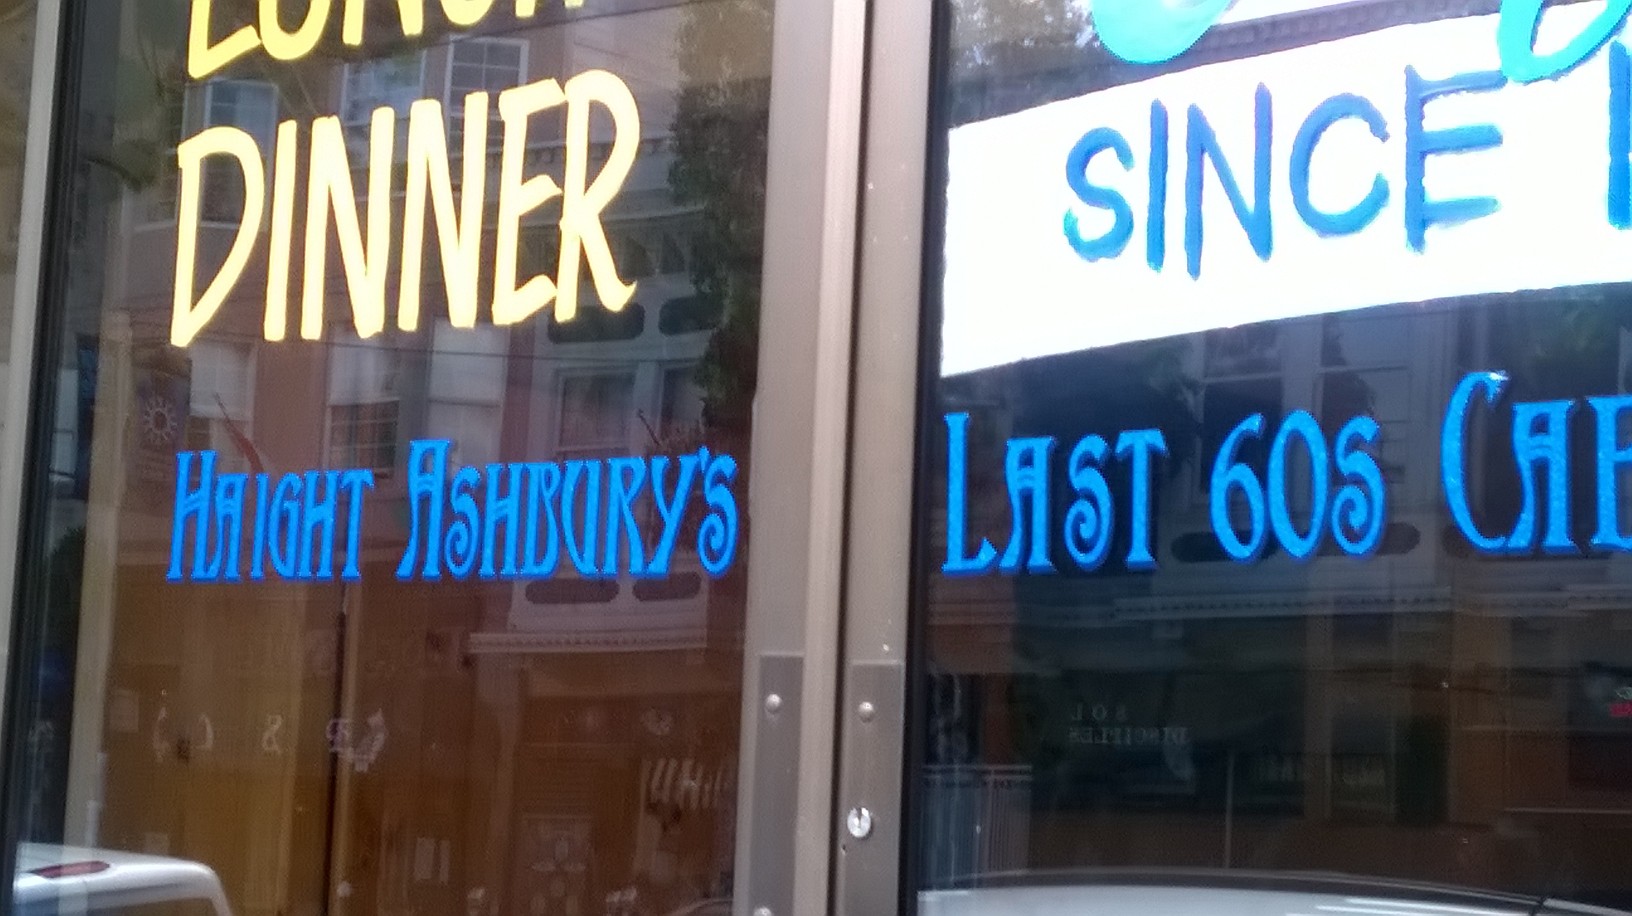 DINNER
SINCE
HAIGHT ASHBURY'S
LAST 60S